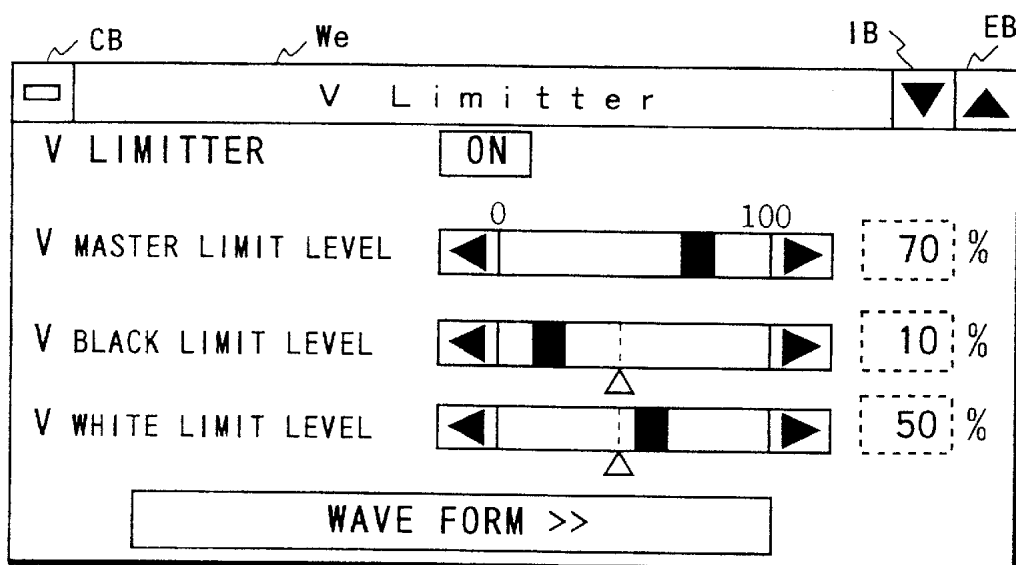 CB We IB EB
V Limitter
V LIMITTER ON
0 100
V MASTER LIMIT LEVEL 70 %
V BLACK LIMIT LEVEL 10 %
V WHITE LIMIT LEVEL 50 %
WAVE FORM >>